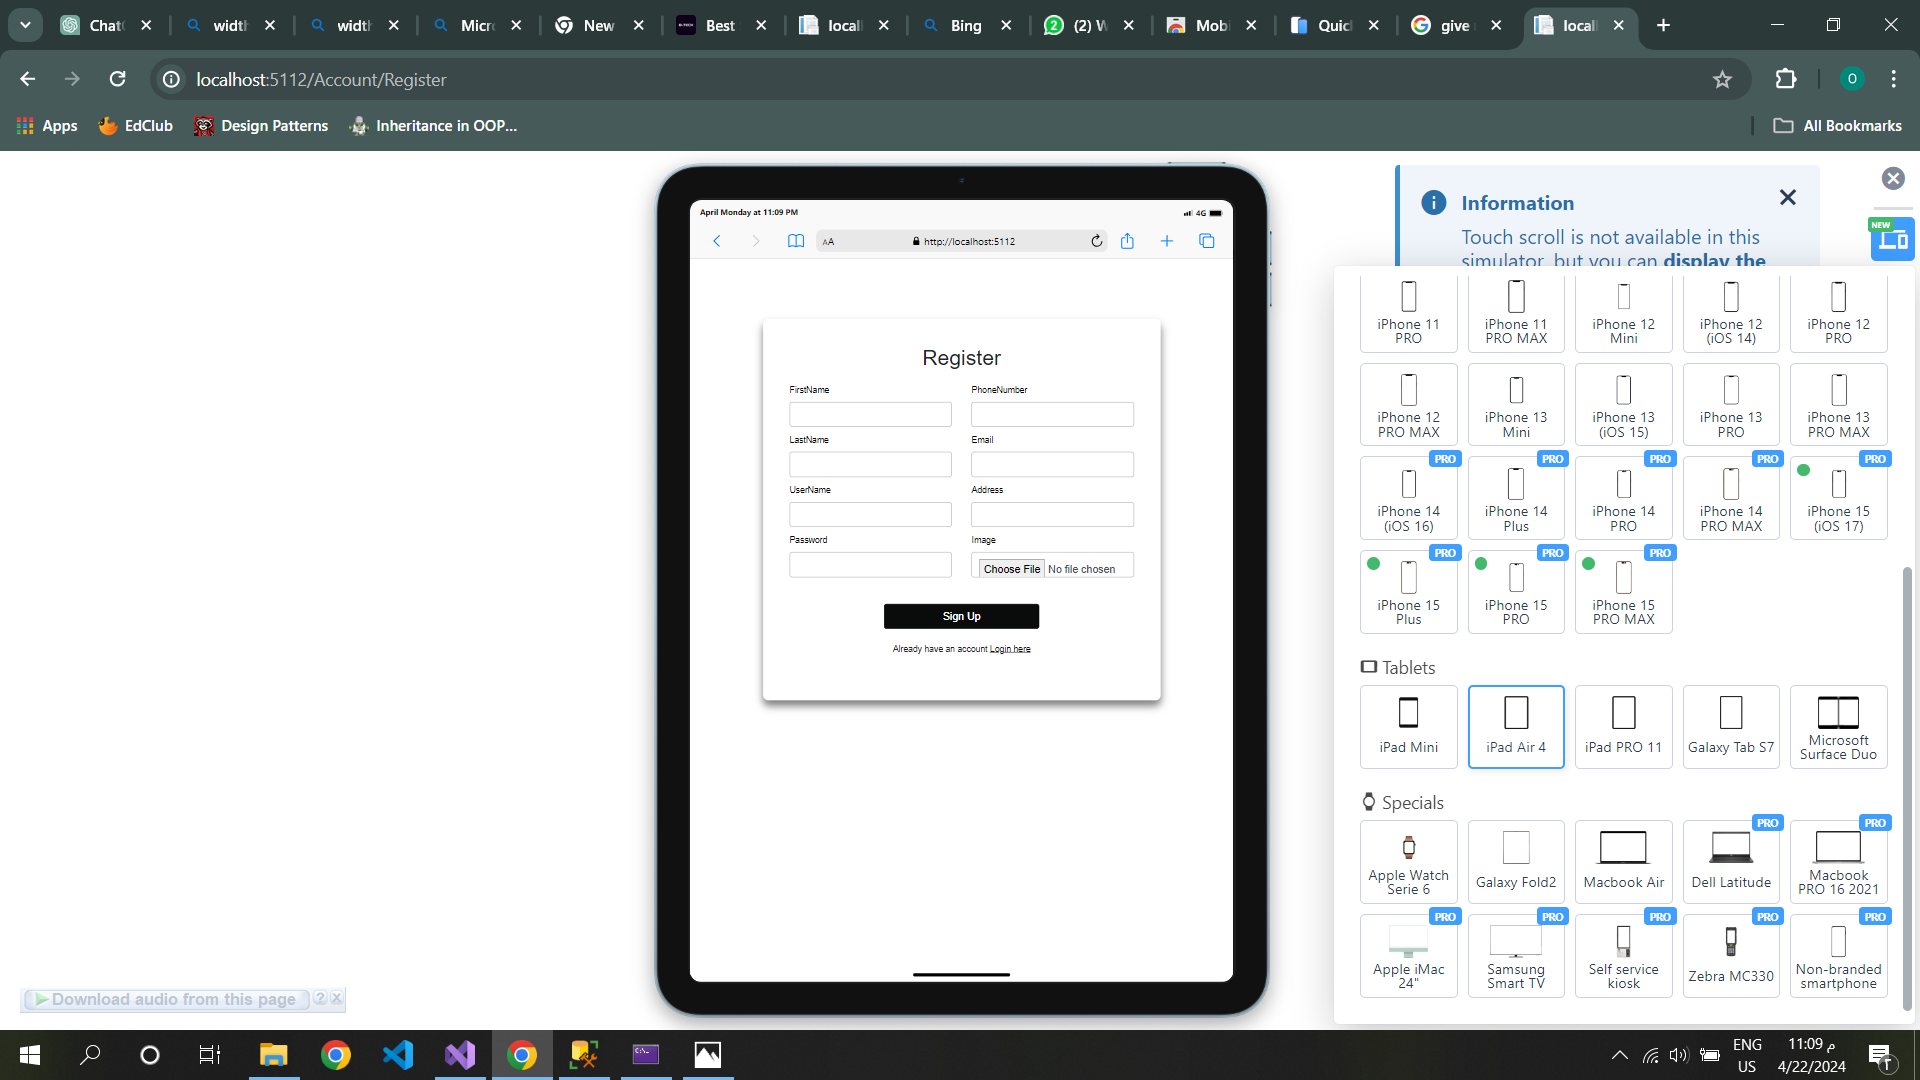 Chat
width
width
Micr
New
Best
local
Bing
(2) W
Mobi
Quic
give
local
localhost:5112/Account/Register
O
Apps
EdClub
Design Patterns
Inheritance in OOP...
All Bookmarks
April Monday at 11:09 PM
4G
AA
http://localhost:5112
Register
FirstName
PhoneNumber
LastName
Email
UserName
Address
Password
Image
Choose File No file chosen
Sign Up
Already have an account Login here
Information
Touch scroll is not available in this
simulator, but you can display the
NEW
iPhone 11
PRO
iPhone 11
PRO MAX
iPhone 12
Mini
iPhone 12
(iOS 14)
iPhone 12
PRO
iPhone 12
PRO MAX
iPhone 13
Mini
iPhone 13
(iOS 15)
iPhone 13
PRO
iPhone 13
PRO MAX
PRO
iPhone 14
(iOS 16)
PRO
iPhone 14
Plus
PRO
iPhone 14
PRO
PRO
iPhone 14
PRO MAX
PRO
iPhone 15
(iOS 17)
PRO
iPhone 15
Plus
PRO
iPhone 15
PRO
PRO
iPhone 15
PRO MAX
Tablets
iPad Mini
iPad Air 4
iPad PRO 11
Galaxy Tab S7
Microsoft
Surface Duo
Specials
Apple Watch
Serie 6
Galaxy Fold2
Macbook Air
PRO
Dell Latitude
PRO
Macbook
PRO 16 2021
PRO
Apple iMac
24"
PRO
Samsung
Smart TV
PRO
Self service
kiosk
PRO
Zebra MC330
PRO
Non-branded
smartphone
Download audio from this page ? X
ENG
US
11:09 م
4/22/2024
٢